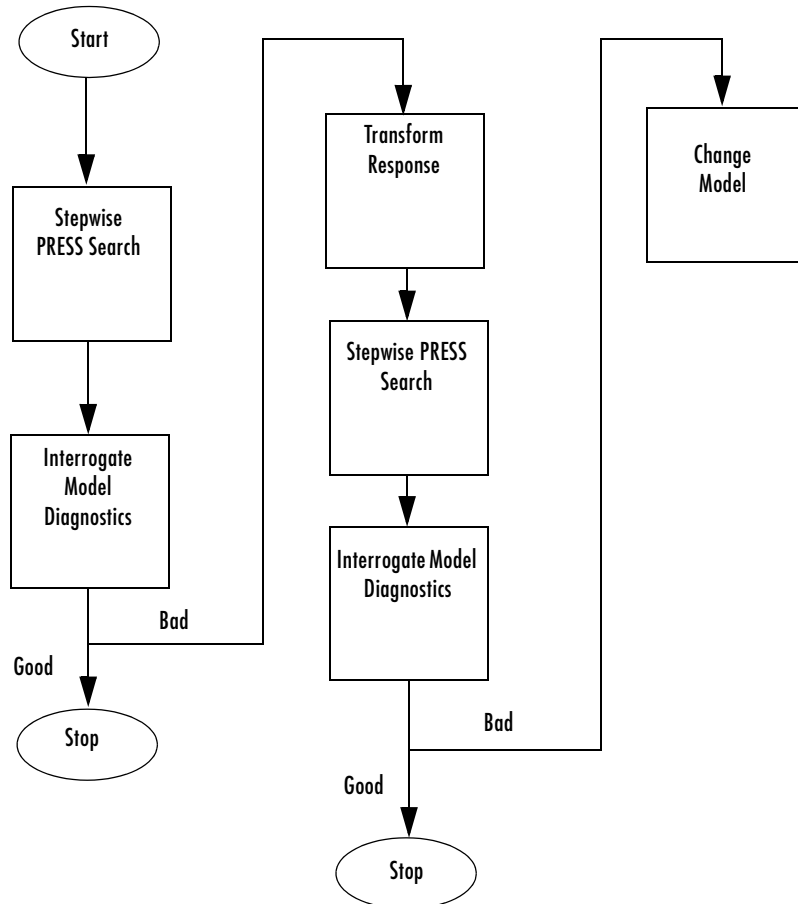 Start
Stepwise
PRESS Search
Interrogate
Model
Diagnostics
Bad
Good
Stop
Transform
Response
Stepwise PRESS
Search
Interrogate Model
Diagnostics
Bad
Good
Stop
Change
Model